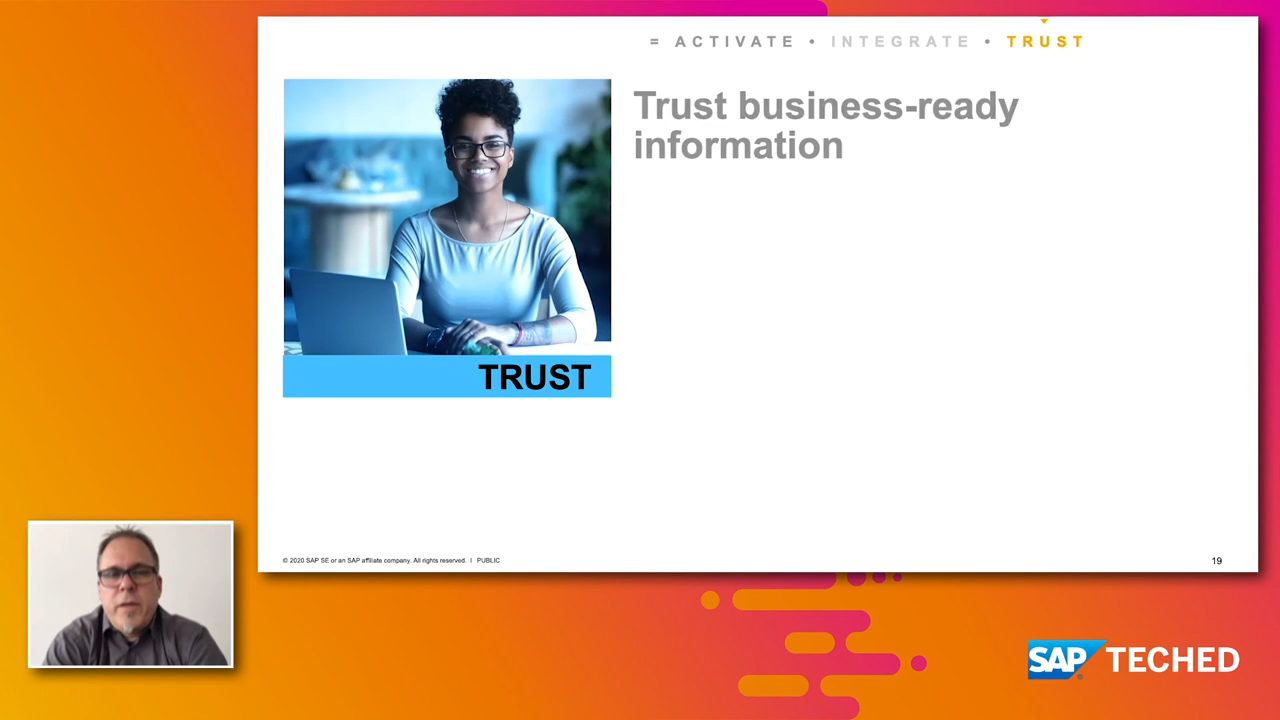 = ACTIVATE • INTEGRATE • TRUST
Trust business-ready
information
TRUST
© 2020 SAP SE or an SAP affiliate company. All rights reserved. I PUBLIC
19
SAP TECHED